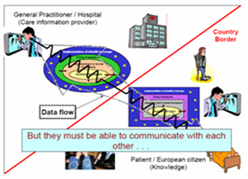 General Practitioner / Hospital
(Care information provider)
Country
Border
Data flow
But they must be able to communicate with each
other . . .
Patient / European citizen
(Knowledge)